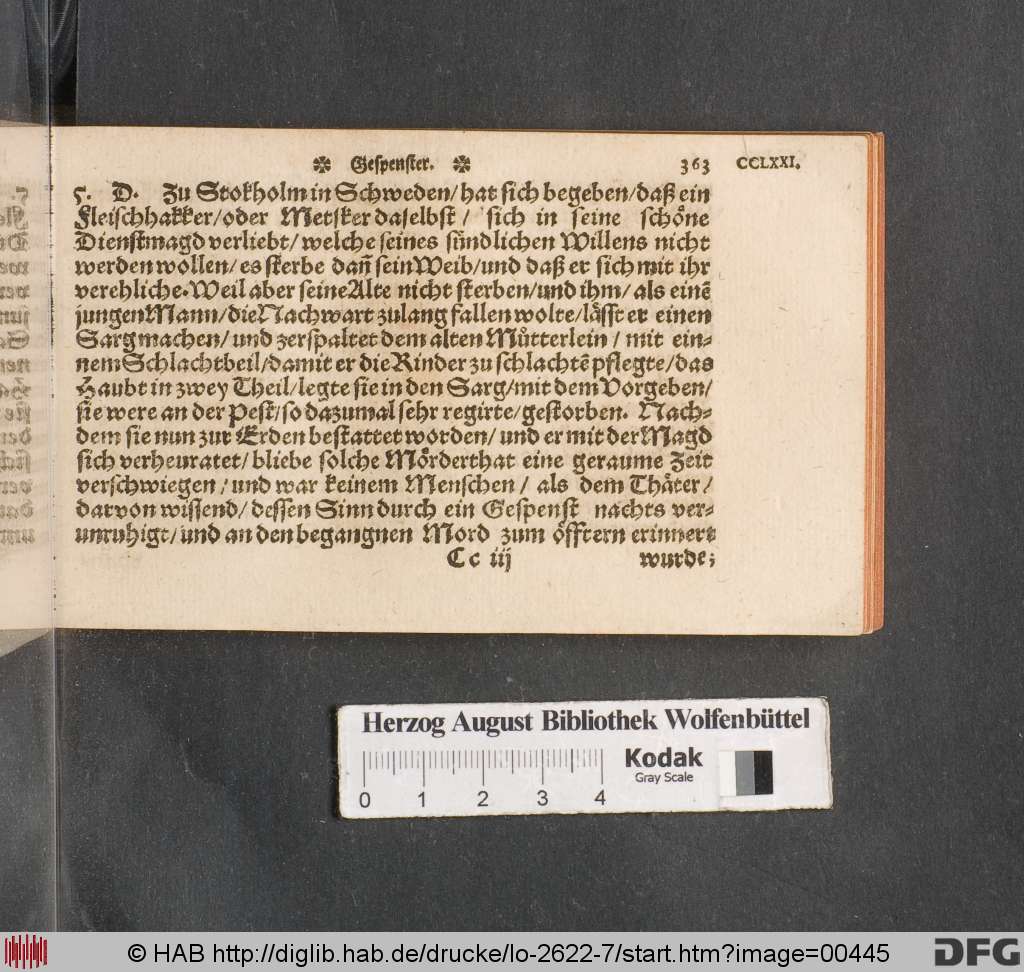 ✼ Gespenster. ✼ 363 CCLXXI.
5. D. Zu Stokholm in Schweden/ hat sich begeben/ daß ein
Fleischhakker/ oder Metsker daselbst/ sich in seine schöne
Dienstmagd verliebt/ welche seines sündlichen Willens nicht
werden wollen/ es sterbe dañ sein Weib/ und daß er sich mit ihr
verehliche. Weil aber seine Alte nicht sterben/ und ihm/ als einẽ
jungen Mann/ die Nachwart zulang fallen wolte/ lässt er einen
Sarg machen/ und zerspaltet dem alten Mütterlein/ mit ein-
nem Schlachtbeil/ damit er die Rinder zu schlachtẽ pflegte/ das
Haubt in zwey Theil/ legte sie in den Sarg/ mit dem Vorgeben/
sie were an der Pest/ so dazumal sehr regirte/ gestorben. Nach-
dem sie nun zur Erden bestattet worden/ und er mit der Magd
sich verheuratet/ bliebe solche Mörderthat eine geraume Zeit
verschwiegen/ und war keinem Menschen/ als dem Thäter/
darvon wissend/ dessen Sinn durch ein Gespenst nachts ver-
unruhigt/ und an den begangnen Mord zum öfftern erinnert
Cc iij wurde;
Herzog August Bibliothek Wolfenbüttel
Kodak
Gray Scale
0 1 2 3 4
© HAB http://diglib.hab.de/drucke/lo-2622-7/start.htm?image=00445
DFG